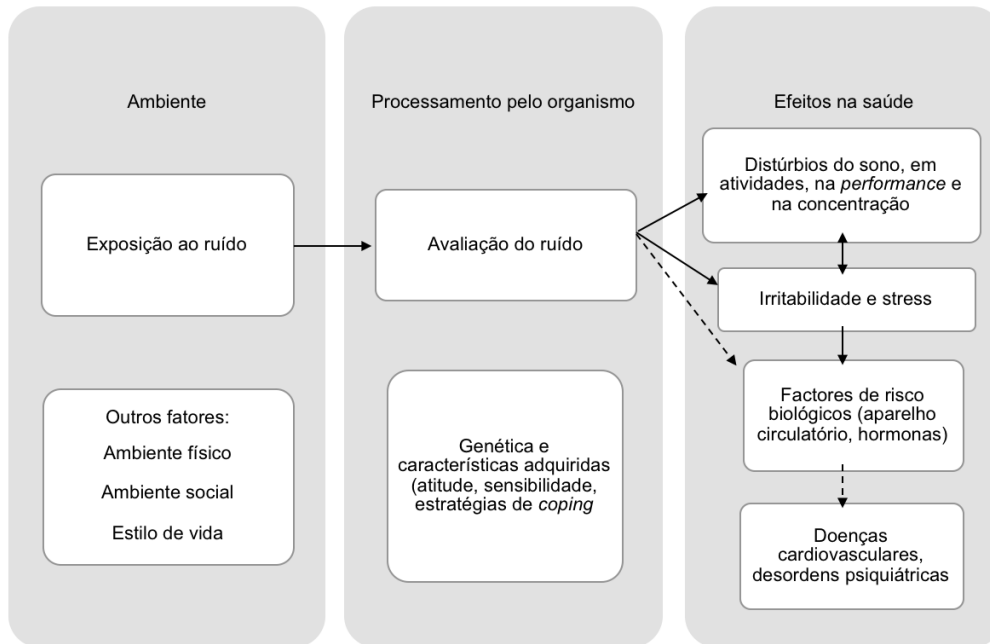 Ambiente
Exposição ao ruído
Outros fatores:
Ambiente físico
Ambiente social
Estilo de vida
Processamento pelo organismo
Avaliação do ruído
Genética e
características adquiridas
(atitude, sensibilidade,
estratégias de coping
Efeitos na saúde
Distúrbios do sono, em
atividades, na performance e
na concentração
Irritabilidade e stress
Factores de risco
biológicos (aparelho
circulatório, hormonas)
Doenças
cardiovasculares,
desordens psiquiátricas